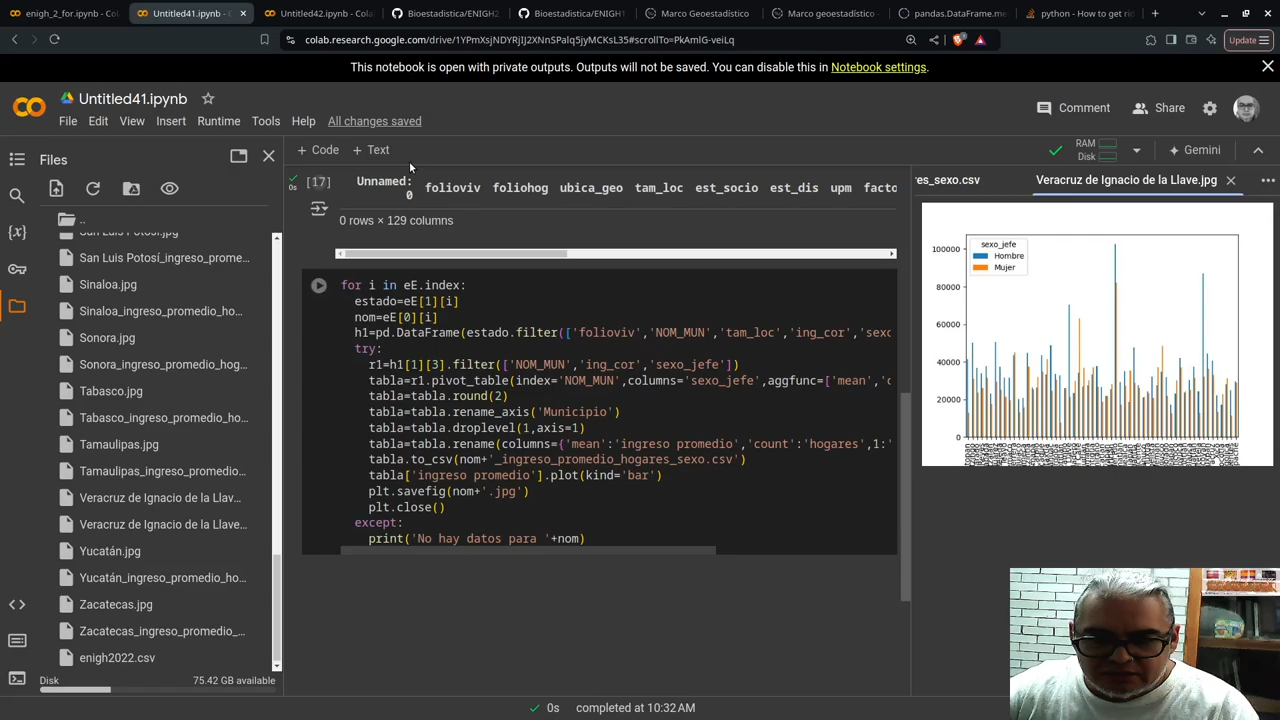 enigh_2_for.ipynb - Co
Untitled41.ipynb - C
Untitled42.ipynb - Colab
Bioestadistica/ENIGH2
Bioestadistica/ENIGH1
Marco Geoestadístico
Marco geoestadístico -
pandas.DataFrame.me
python - How to get ri
colab.research.google.com/drive/1YPmXsjNDYRjIJ2XNnSPalq5jyMCKsL35#scrollTo=PkAmlG-veiLq
Update
This notebook is open with private outputs. Outputs will not be saved. You can disable this in Notebook settings.
Untitled41.ipynb
File Edit View Insert Runtime Tools Help All changes saved
Comment Share
Files
+ Code + Text
RAM
Disk
Gemini
..
San Luis Potosí.jpg
San Luis Potosí_ingreso_prome...
Sinaloa.jpg
Sinaloa_ingreso_promedio_ho...
Sonora.jpg
Sonora_ingreso_promedio_hog...
Tabasco.jpg
Tabasco_ingreso_promedio_ho...
Tamaulipas.jpg
Tamaulipas_ingreso_promedio...
Veracruz de Ignacio de la Llav...
Veracruz de Ignacio de la Llave...
Yucatán.jpg
Yucatán_ingreso_promedio_ho...
Zacatecas.jpg
Zacatecas_ingreso_promedio_...
enigh2022.csv
Disk 75.42 GB available
0s
[17]
Unnamed: 0 folioviv foliohog ubica_geo tam_loc est_socio est_dis upm facto
0 rows × 129 columns
for i in eE.index:
estado=eE[1][i]
nom=eE[0][i]
h1=pd.DataFrame(estado.filter(['folioviv','NOM_MUN','tam_loc','ing_cor','sexo
try:
r1=h1[1][3].filter(['NOM_MUN','ing_cor','sexo_jefe'])
tabla=r1.pivot_table(index='NOM_MUN',columns='sexo_jefe',aggfunc=['mean','c
tabla=tabla.round(2)
tabla=tabla.rename_axis('Municipio')
tabla=tabla.droplevel(1,axis=1)
tabla=tabla.rename(columns={'mean':'ingreso promedio','count':'hogares',1:'
tabla.to_csv(nom+'_ingreso_promedio_hogares_sexo.csv')
tabla['ingreso promedio'].plot(kind='bar')
plt.savefig(nom+'.jpg')
plt.close()
except:
print('No hay datos para '+nom)
res_sexo.csv
Veracruz de Ignacio de la Llave.jpg
sexo_jefe
Hombre
Mujer
100000
80000
60000
40000
20000
0
0s completed at 10:32AM